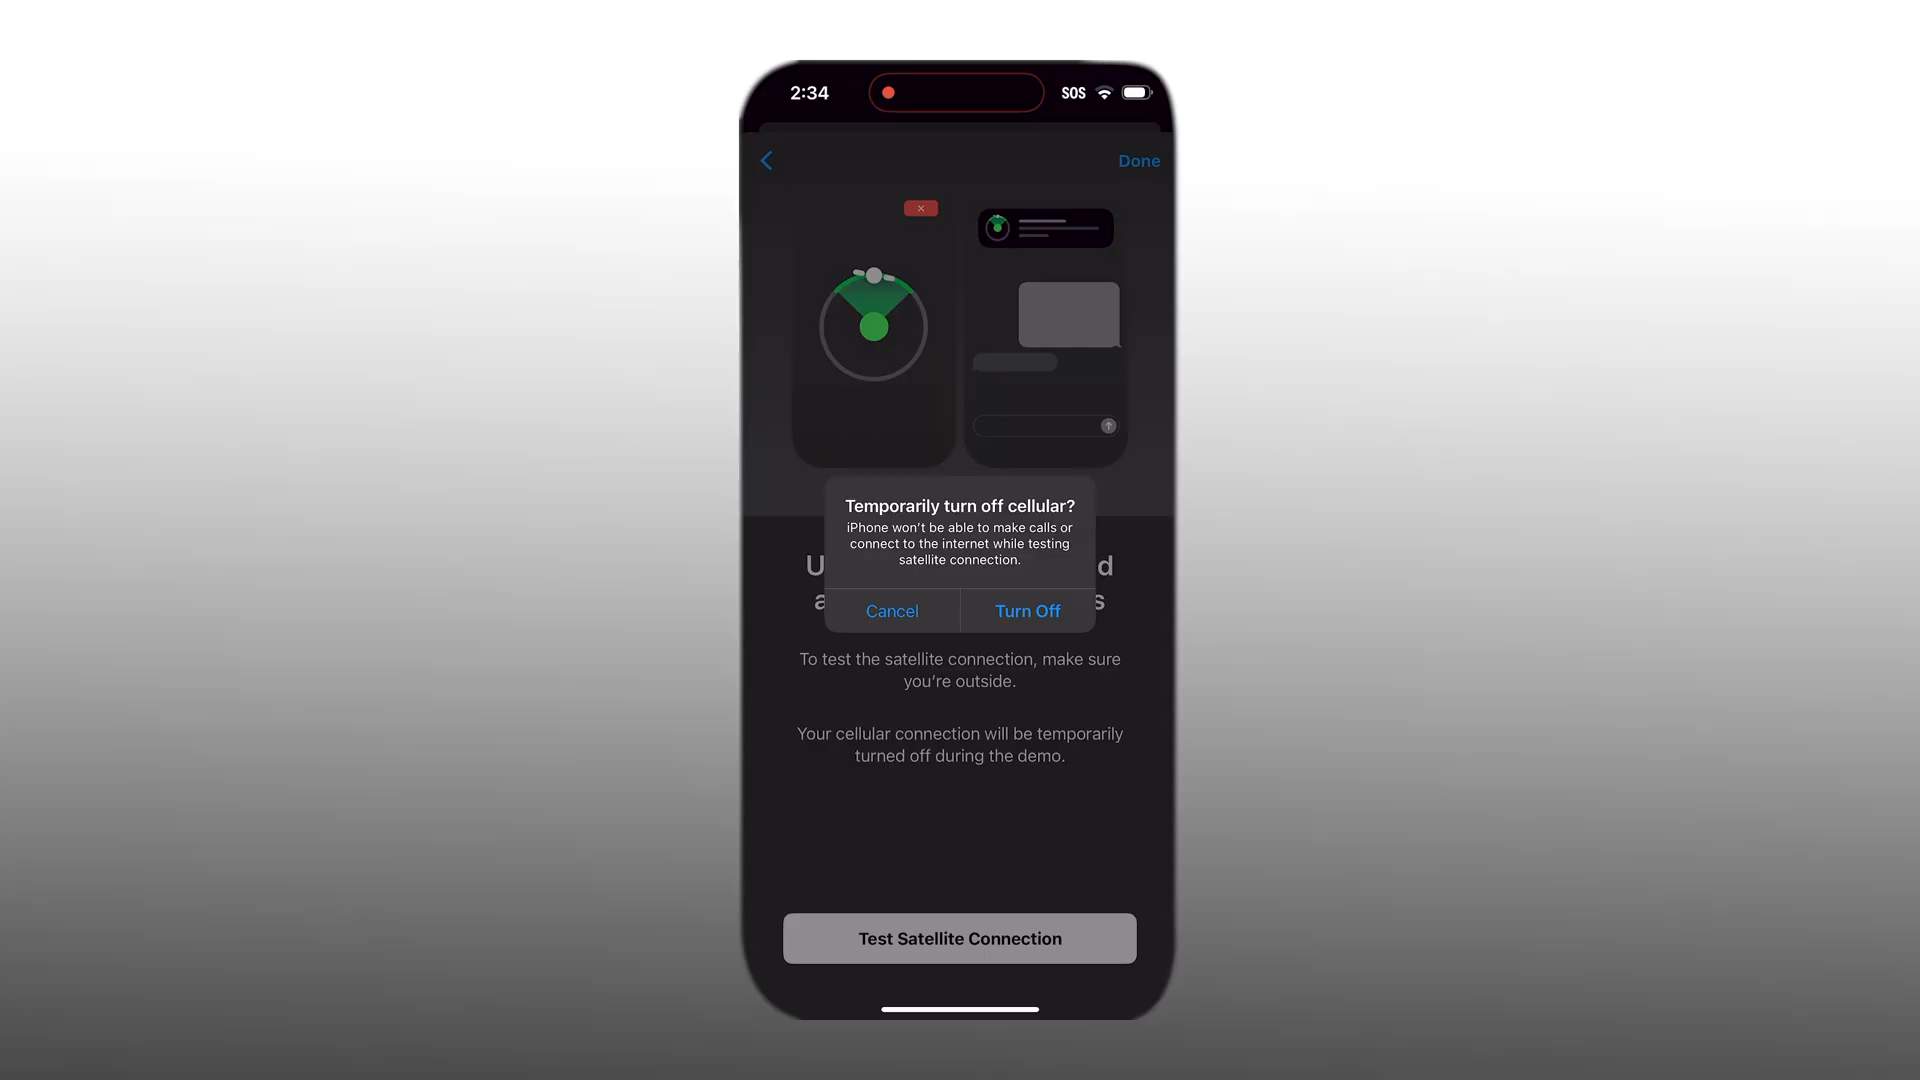 2:34
SOS
Done
Temporarily turn off cellular?
iPhone won't be able to make calls or
connect to the internet while testing
satellite connection.
Cancel
Turn Off
To test the satellite connection, make sure
you're outside.
Your cellular connection will be temporarily
turned off during the demo.
Test Satellite Connection